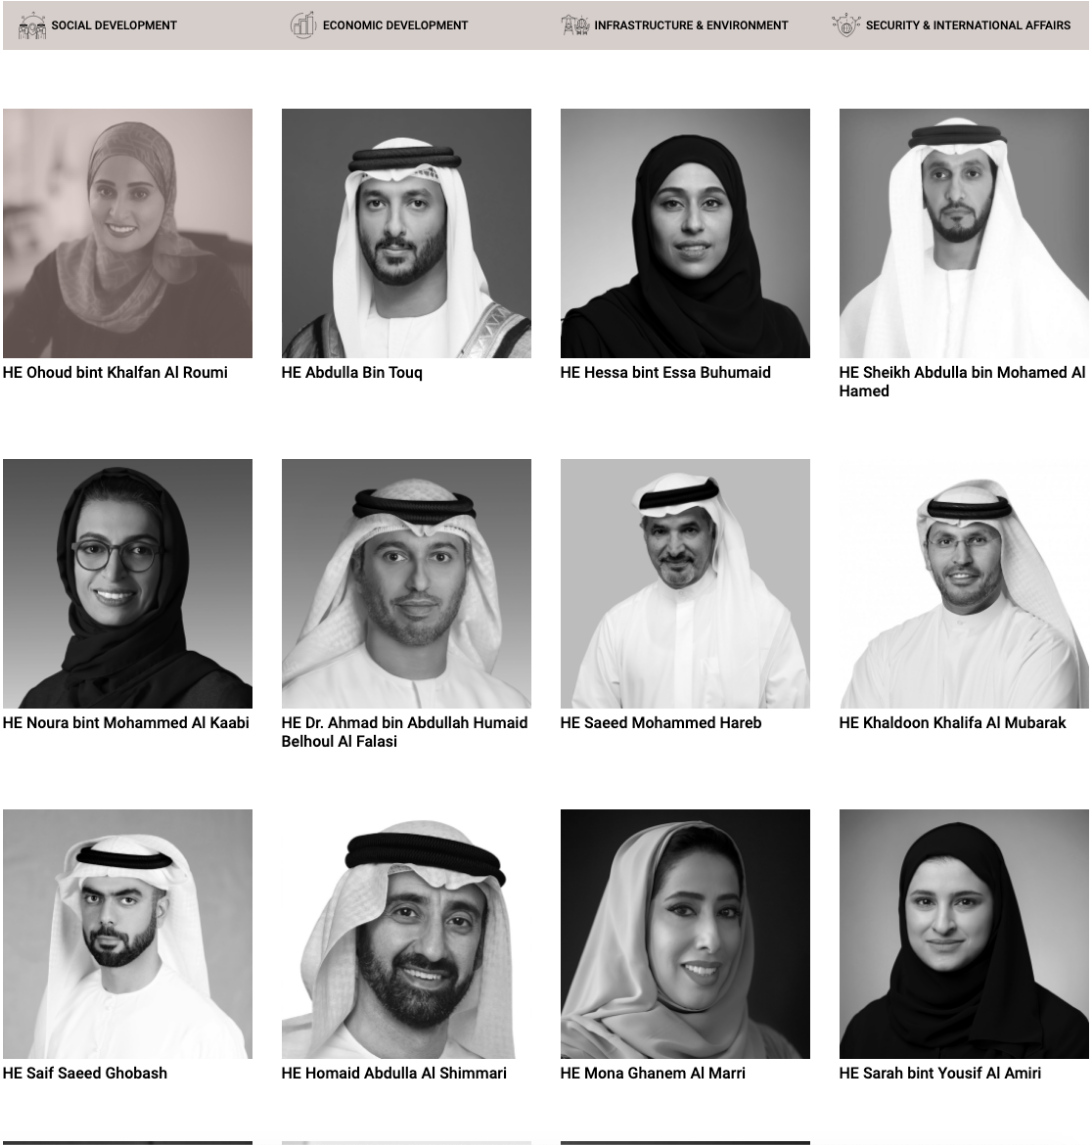 SOCIAL DEVELOPMENT
ECONOMIC DEVELOPMENT
INFRASTRUCTURE & ENVIRONMENT
SECURITY & INTERNATIONAL AFFAIRS
HE Ohoud bint Khalfan Al Roumi
HE Abdulla Bin Touq
HE Hessa bint Essa Buhumaid
HE Sheikh Abdulla bin Mohamed Al
Hamed
HE Noura bint Mohammed Al Kaabi
HE Dr. Ahmad bin Abdullah Humaid
Belhoul Al Falasi
HE Saeed Mohammed Hareb
HE Khaldoon Khalifa Al Mubarak
HE Saif Saeed Ghobash
HE Homaid Abdulla Al Shimmari
HE Mona Ghanem Al Marri
HE Sarah bint Yousif Al Amiri